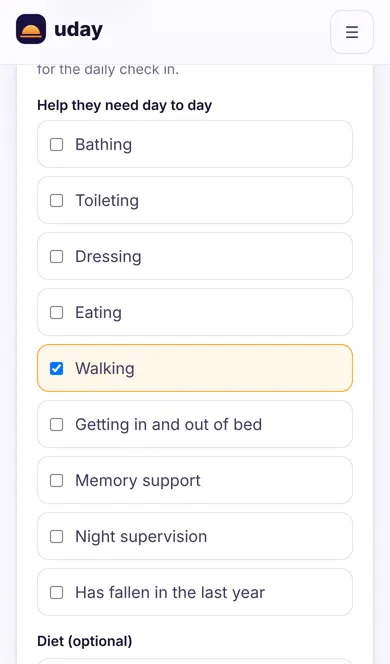 uday
for the daily check in.
Help they need day to day
Bathing
Toileting
Dressing
Eating
Walking
Getting in and out of bed
Memory support
Night supervision
Has fallen in the last year
Diet (optional)